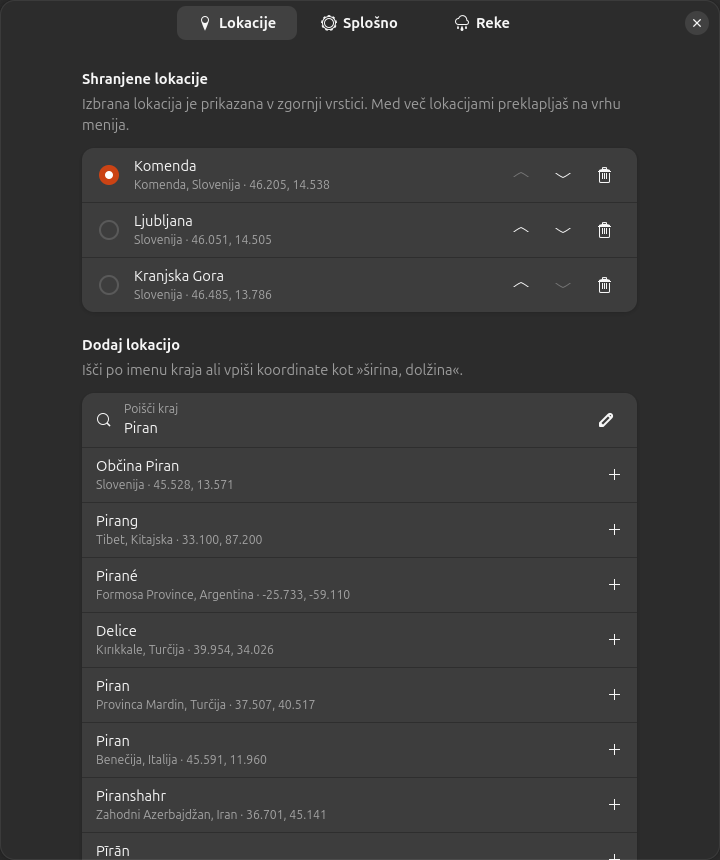 Lokacije
Splošno
Reke
Shranjene lokacije
Izbrana lokacija je prikazana v zgornji vrstici. Med več lokacijami preklapljaš na vrhu
menija.
Komenda
Komenda, Slovenija · 46.205, 14.538
Ljubljana
Slovenija · 46.051, 14.505
Kranjska Gora
Slovenija · 46.485, 13.786
Dodaj lokacijo
Išči po imenu kraja ali vpiši koordinate kot »širina, dolžina«.
Poišči kraj
Piran
Občina Piran
Slovenija · 45.528, 13.571
Pirang
Tibet, Kitajska · 33.100, 87.200
Pirané
Formosa Province, Argentina · -25.733, -59.110
Delice
Kırıkkale, Turčija · 39.954, 34.026
Piran
Provinca Mardin, Turčija · 37.507, 40.517
Piran
Benečija, Italija · 45.591, 11.960
Piranshahr
Zahodni Azerbajdžan, Iran · 36.701, 45.141
Pīrān